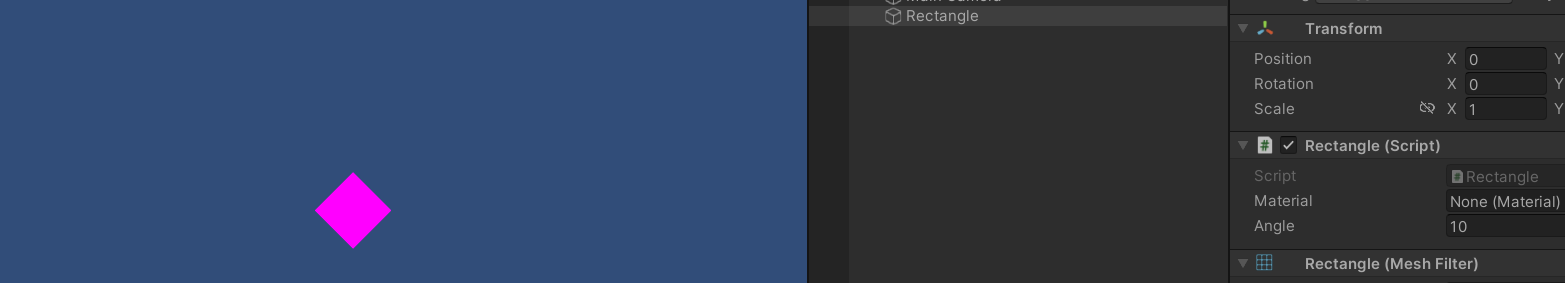 Rectangle
Transform
Position X 0 Y
Rotation X 0 Y
Scale X 1 Y
Rectangle (Script)
Script # Rectangle
Material None (Material)
Angle 10
Rectangle (Mesh Filter)